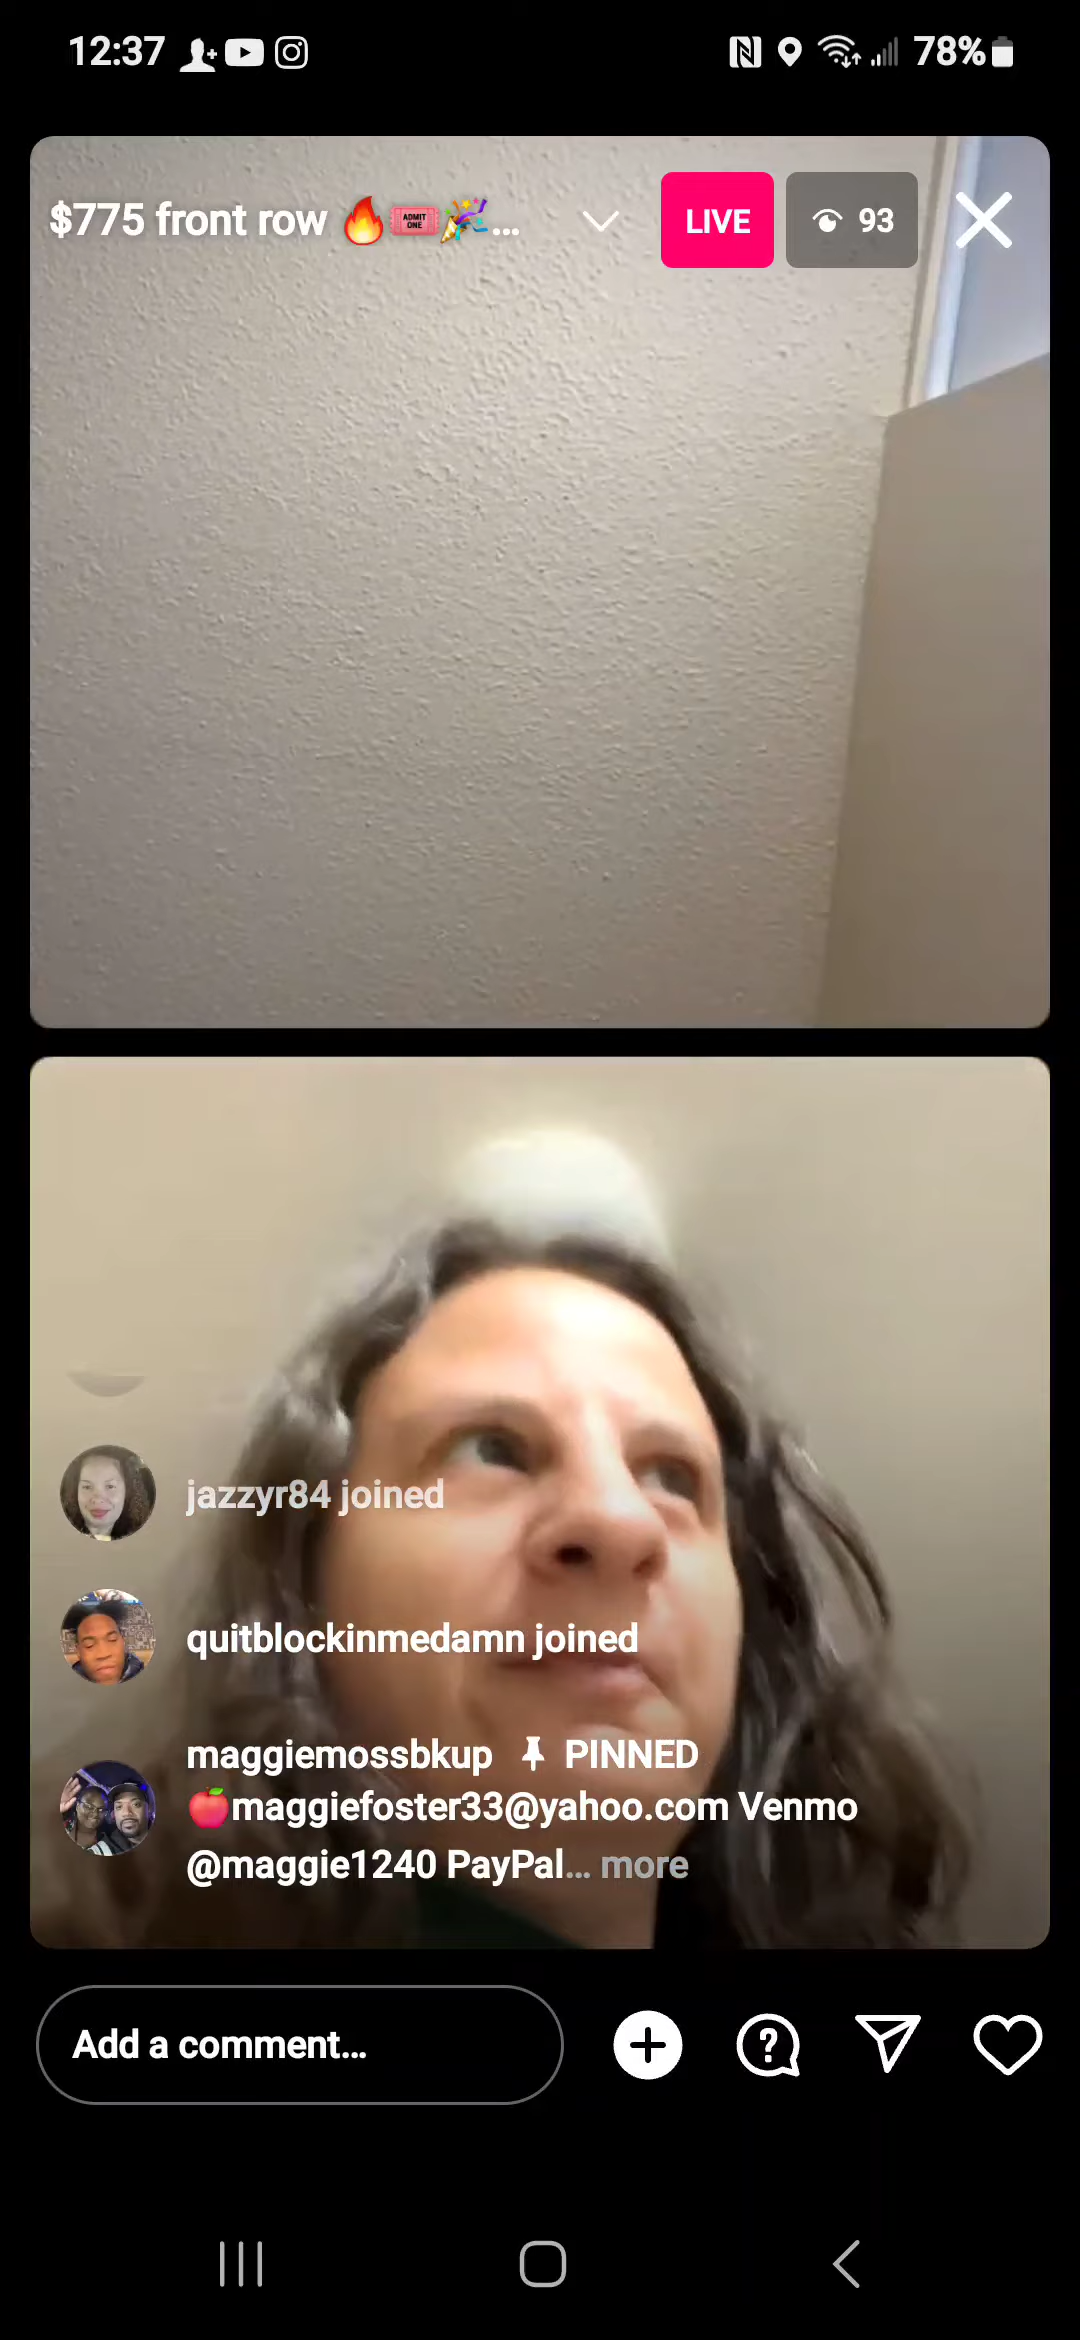 12:37 78%
$775 front row 🔥🎟️🎉... LIVE 93
ADMIT ONE
jazzyr84 joined
quitblockinmedamn joined
maggiemossbkup 📌 PINNED
🍎maggiefoster33@yahoo.com Venmo
@maggie1240 PayPal... more
Add a comment...